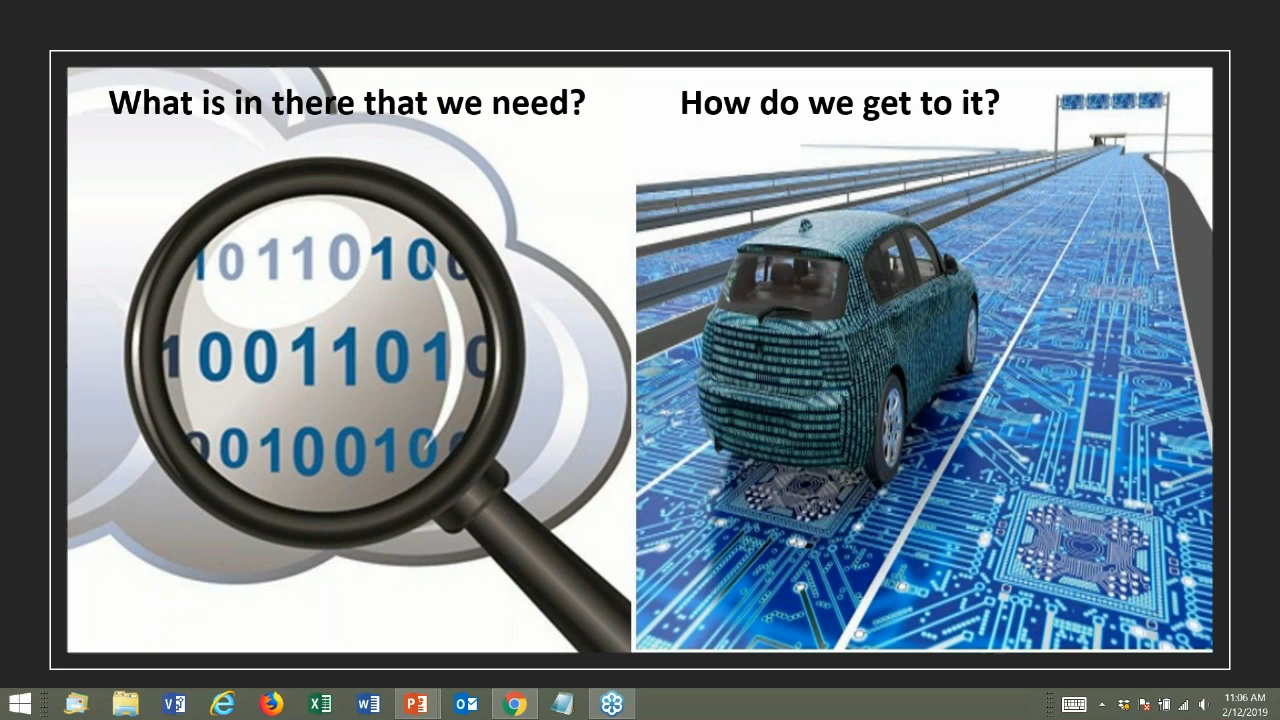 What is in there that we need?
How do we get to it?
10110100
10011010
00100100
11:06 AM
2/12/2019